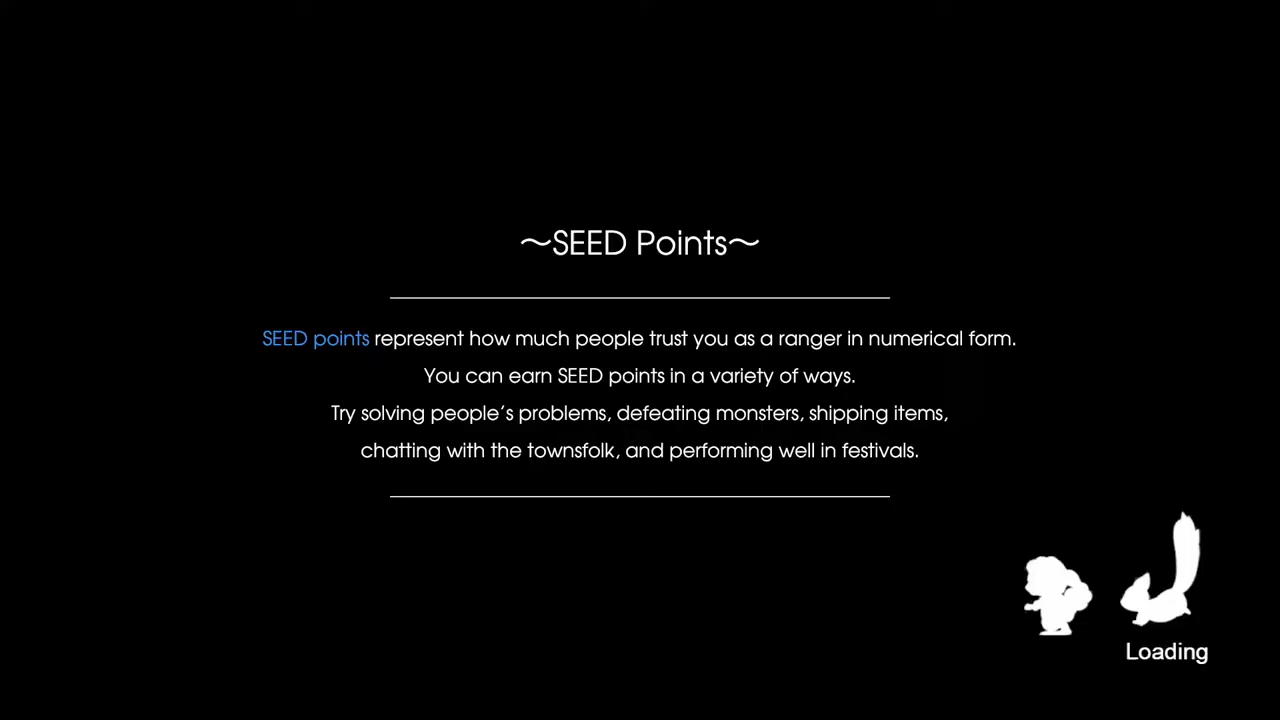 ～SEED Points～
SEED points represent how much people trust you as a ranger in numerical form.
You can earn SEED points in a variety of ways.
Try solving people's problems, defeating monsters, shipping items,
chatting with the townsfolk, and performing well in festivals.
Loading